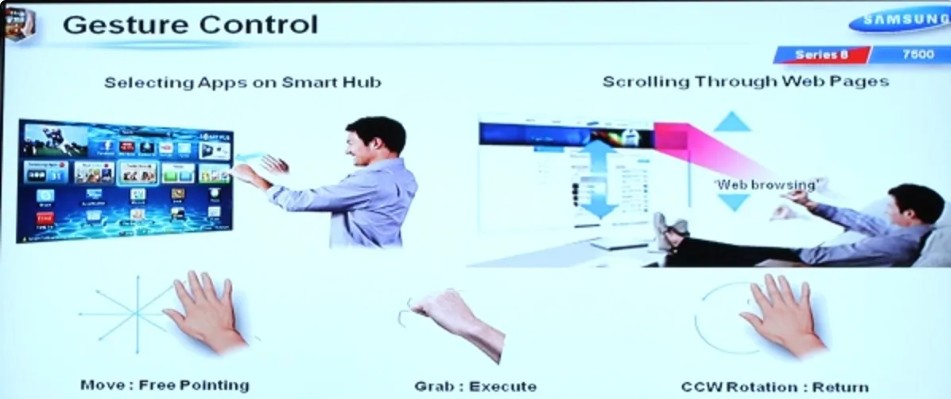 Gesture Control
SAMSUNG
Series 8
7500
Selecting Apps on Smart Hub
Scrolling Through Web Pages
"Web browsing"
Move : Free Pointing
Grab : Execute
CCW Rotation : Return